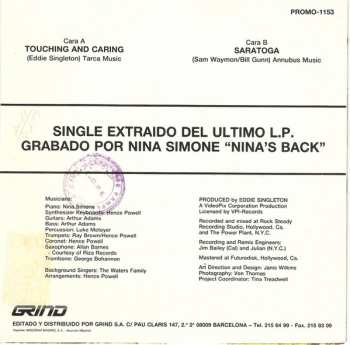 PROMO-1153
Cara A
TOUCHING AND CARING
(Eddie Singleton) Tarca Music
Cara B
SARATOGA
(Sam Waymon/Bill Gunn) Annubus Music
SINGLE EXTRAIDO DEL ULTIMO L.P.
GRABADO POR NINA SIMONE "NINA'S BACK"
Musicians:
Piano: Nina Simone
Synthesizer Keyboards: Hence Powell
Guitars: Arthur Adams
Bass: Arthur Adams
Percussion: Luke Metoyer
Trumpets: Ray Brown/Hence Powell
Coronet: Hence Powell
Saxophone: Allan Barnes
Courtesy of Rizo Records
Trombone: George Bohannon
Background Singers: The Waters Family
Arrangements: Hence Powell
PRODUCED by EDDIE SINGLETON
A VideoPix Corporation Production
Licensed by VPI-Records
Recorded and mixed at Rock Steady
Recording Studio, Hollywood, Ca.
and The Power Plant, N.Y.C.
Recording and Remix Engineers:
Jim Bailey (Cal) and Julian (N.Y.C.)
Mastered at Futuredisk, Hollywood, Ca.
Art Direction and Design: Janis Wilkins
Photography: Von Thomas
Project Coordination: Tina Treadwell
GRIND
EDITADO Y DISTRIBUIDO POR GRIND S.A. C/ PAU CLARIS 147, 2.º 2ª 08009 BARCELONA - Tel. 215 64 99 - Fax. 215 93 09